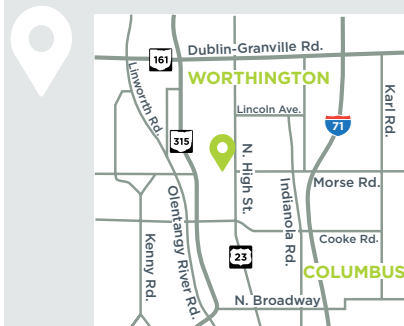 Dublin-Granville Rd.
161
WORTHINGTON
Linworrth Rd.
Lincoln Ave.
Karl Rd.
71
315
N. High St.
Morse Rd.
Indianola Rd.
Olentangy River Rd.
Kenny Rd.
Cooke Rd.
23
COLUMBUS
N. Broadway